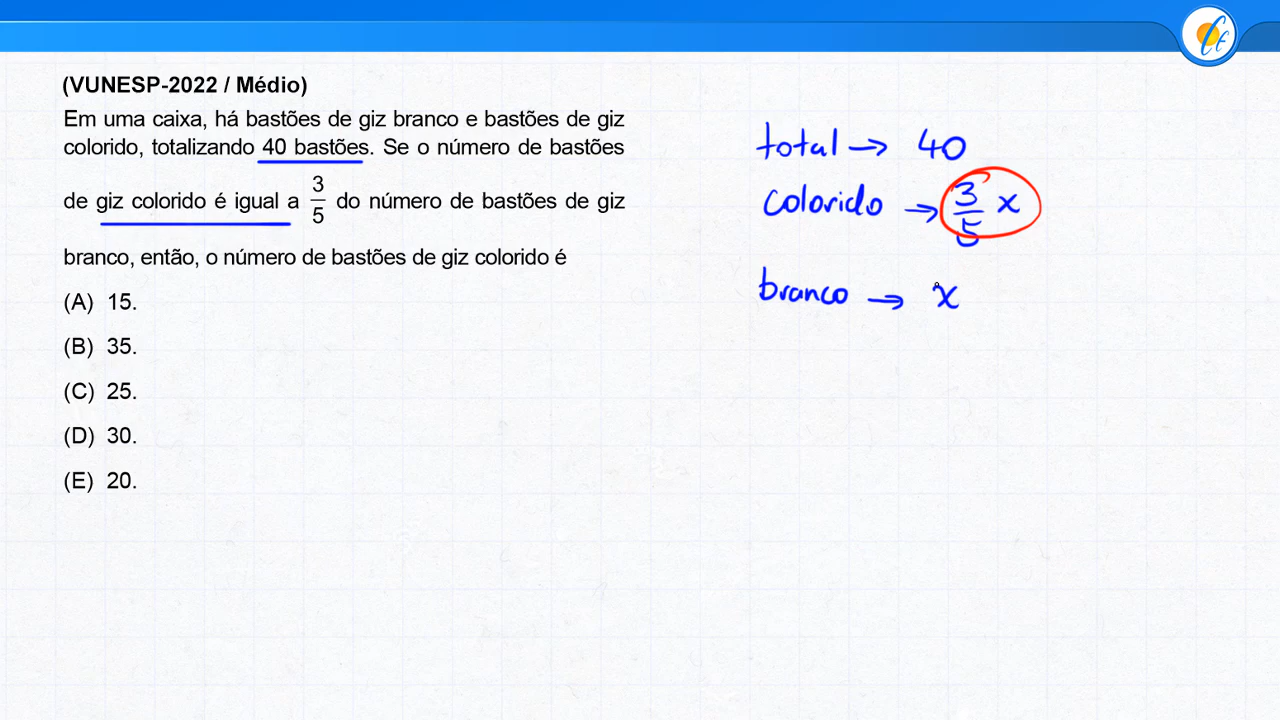 (VUNESP-2022 / Médio)
Em uma caixa, há bastões de giz branco e bastões de giz
colorido, totalizando 40 bastões. Se o número de bastões
de giz colorido é igual a 3/5 do número de bastões de giz
branco, então, o número de bastões de giz colorido é
(A) 15.
(B) 35.
(C) 25.
(D) 30.
(E) 20.
total → 40
colorido → 3/5 x
branco → x